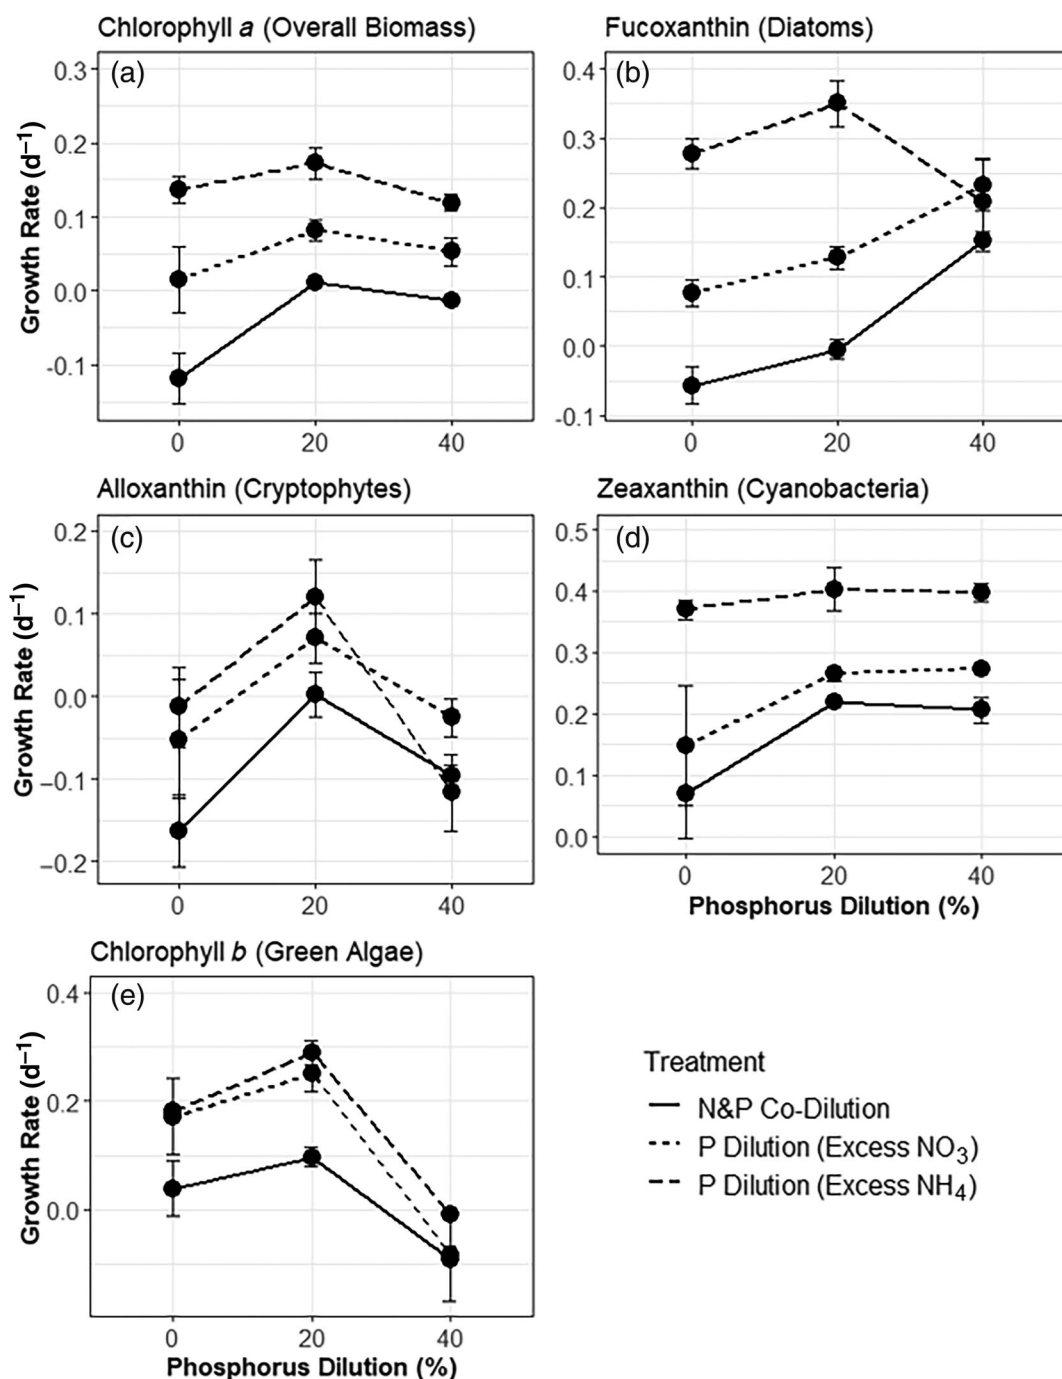 Chlorophyll a (Overall Biomass)
(a)
Growth Rate (d⁻¹)
0.3
0.2
0.1
0.0
-0.1
0 20 40
Fucoxanthin (Diatoms)
(b)
0.4
0.3
0.2
0.1
0.0
-0.1
0 20 40
Alloxanthin (Cryptophytes)
(c)
Growth Rate (d⁻¹)
0.2
0.1
0.0
−0.1
−0.2
0 20 40
Zeaxanthin (Cyanobacteria)
(d)
0.5
0.4
0.3
0.2
0.1
0.0
0 20 40
Phosphorus Dilution (%)
Chlorophyll b (Green Algae)
(e)
Growth Rate (d⁻¹)
0.4
0.2
0.0
0 20 40
Phosphorus Dilution (%)
Treatment
N&P Co-Dilution
P Dilution (Excess NO₃)
P Dilution (Excess NH₄)